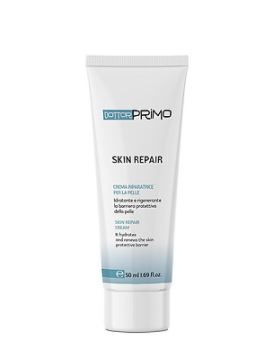 DOTTOR PRIMO
SKIN REPAIR
CREMA RIPARATRICE
PER LA PELLE
Idratante e rigenerante
la barriera protettiva
della pelle
SKIN REPAIR
CREAM
It hydrates
and renews the skin
protective barrier
50 ml 1.69 fl.oz.